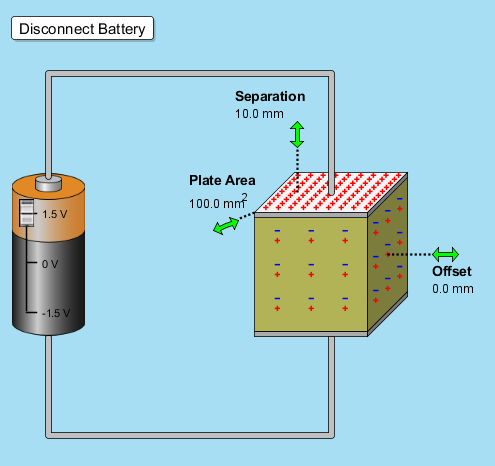 Disconnect Battery
Separation
10.0 mm
Plate Area
100.0 mm2
1.5 V
0 V
-1.5 V
Offset
0.0 mm